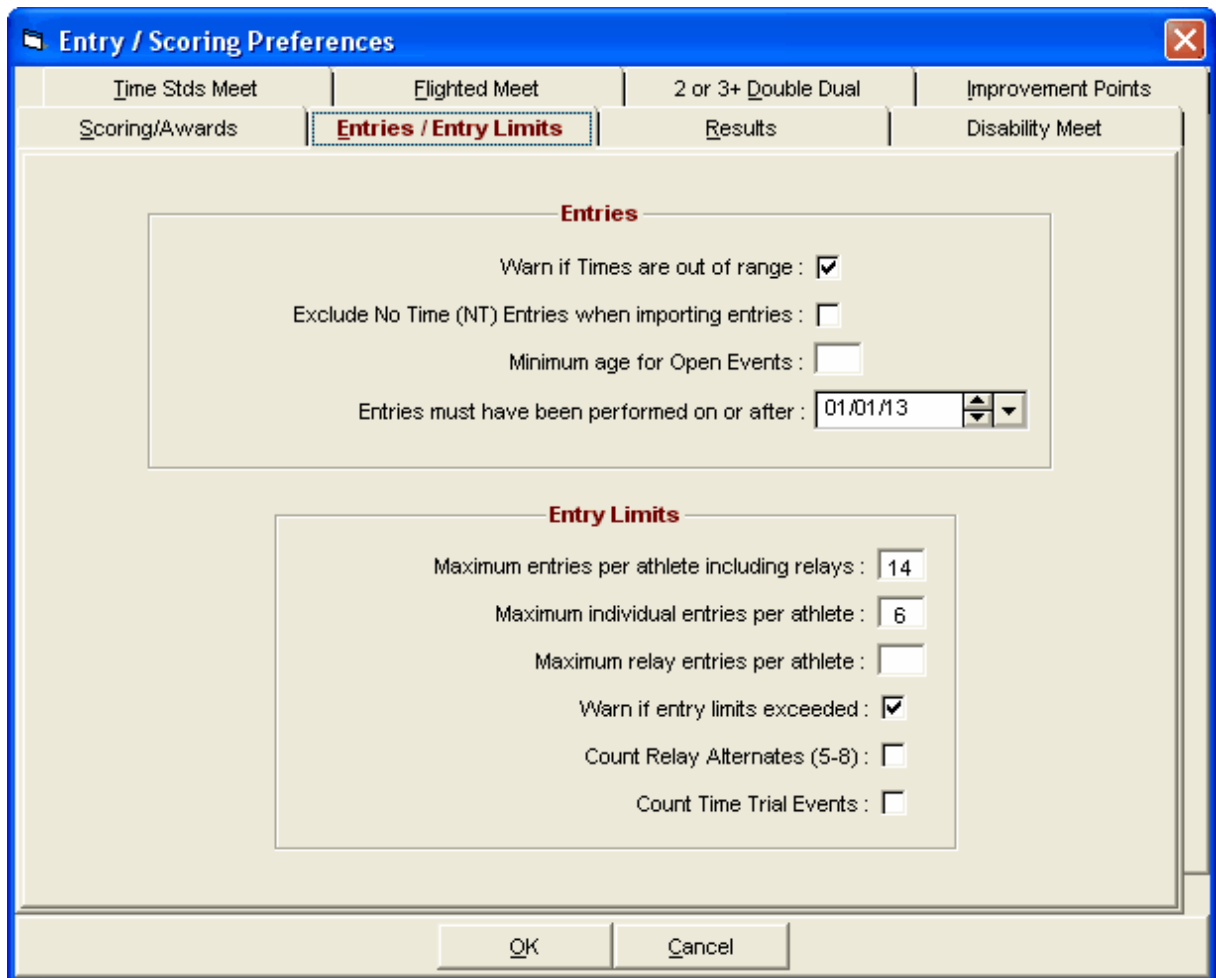 Entry / Scoring Preferences
Time Stds Meet
Flighted Meet
2 or 3+ Double Dual
Improvement Points
Scoring/Awards
Entries / Entry Limits
Results
Disability Meet
Entries
Warn if Times are out of range :
Exclude No Time (NT) Entries when importing entries :
Minimum age for Open Events :
Entries must have been performed on or after : 01/01/13
Entry Limits
Maximum entries per athlete including relays : 14
Maximum individual entries per athlete : 6
Maximum relay entries per athlete :
Warn if entry limits exceeded :
Count Relay Alternates (5-8) :
Count Time Trial Events :
OK
Cancel